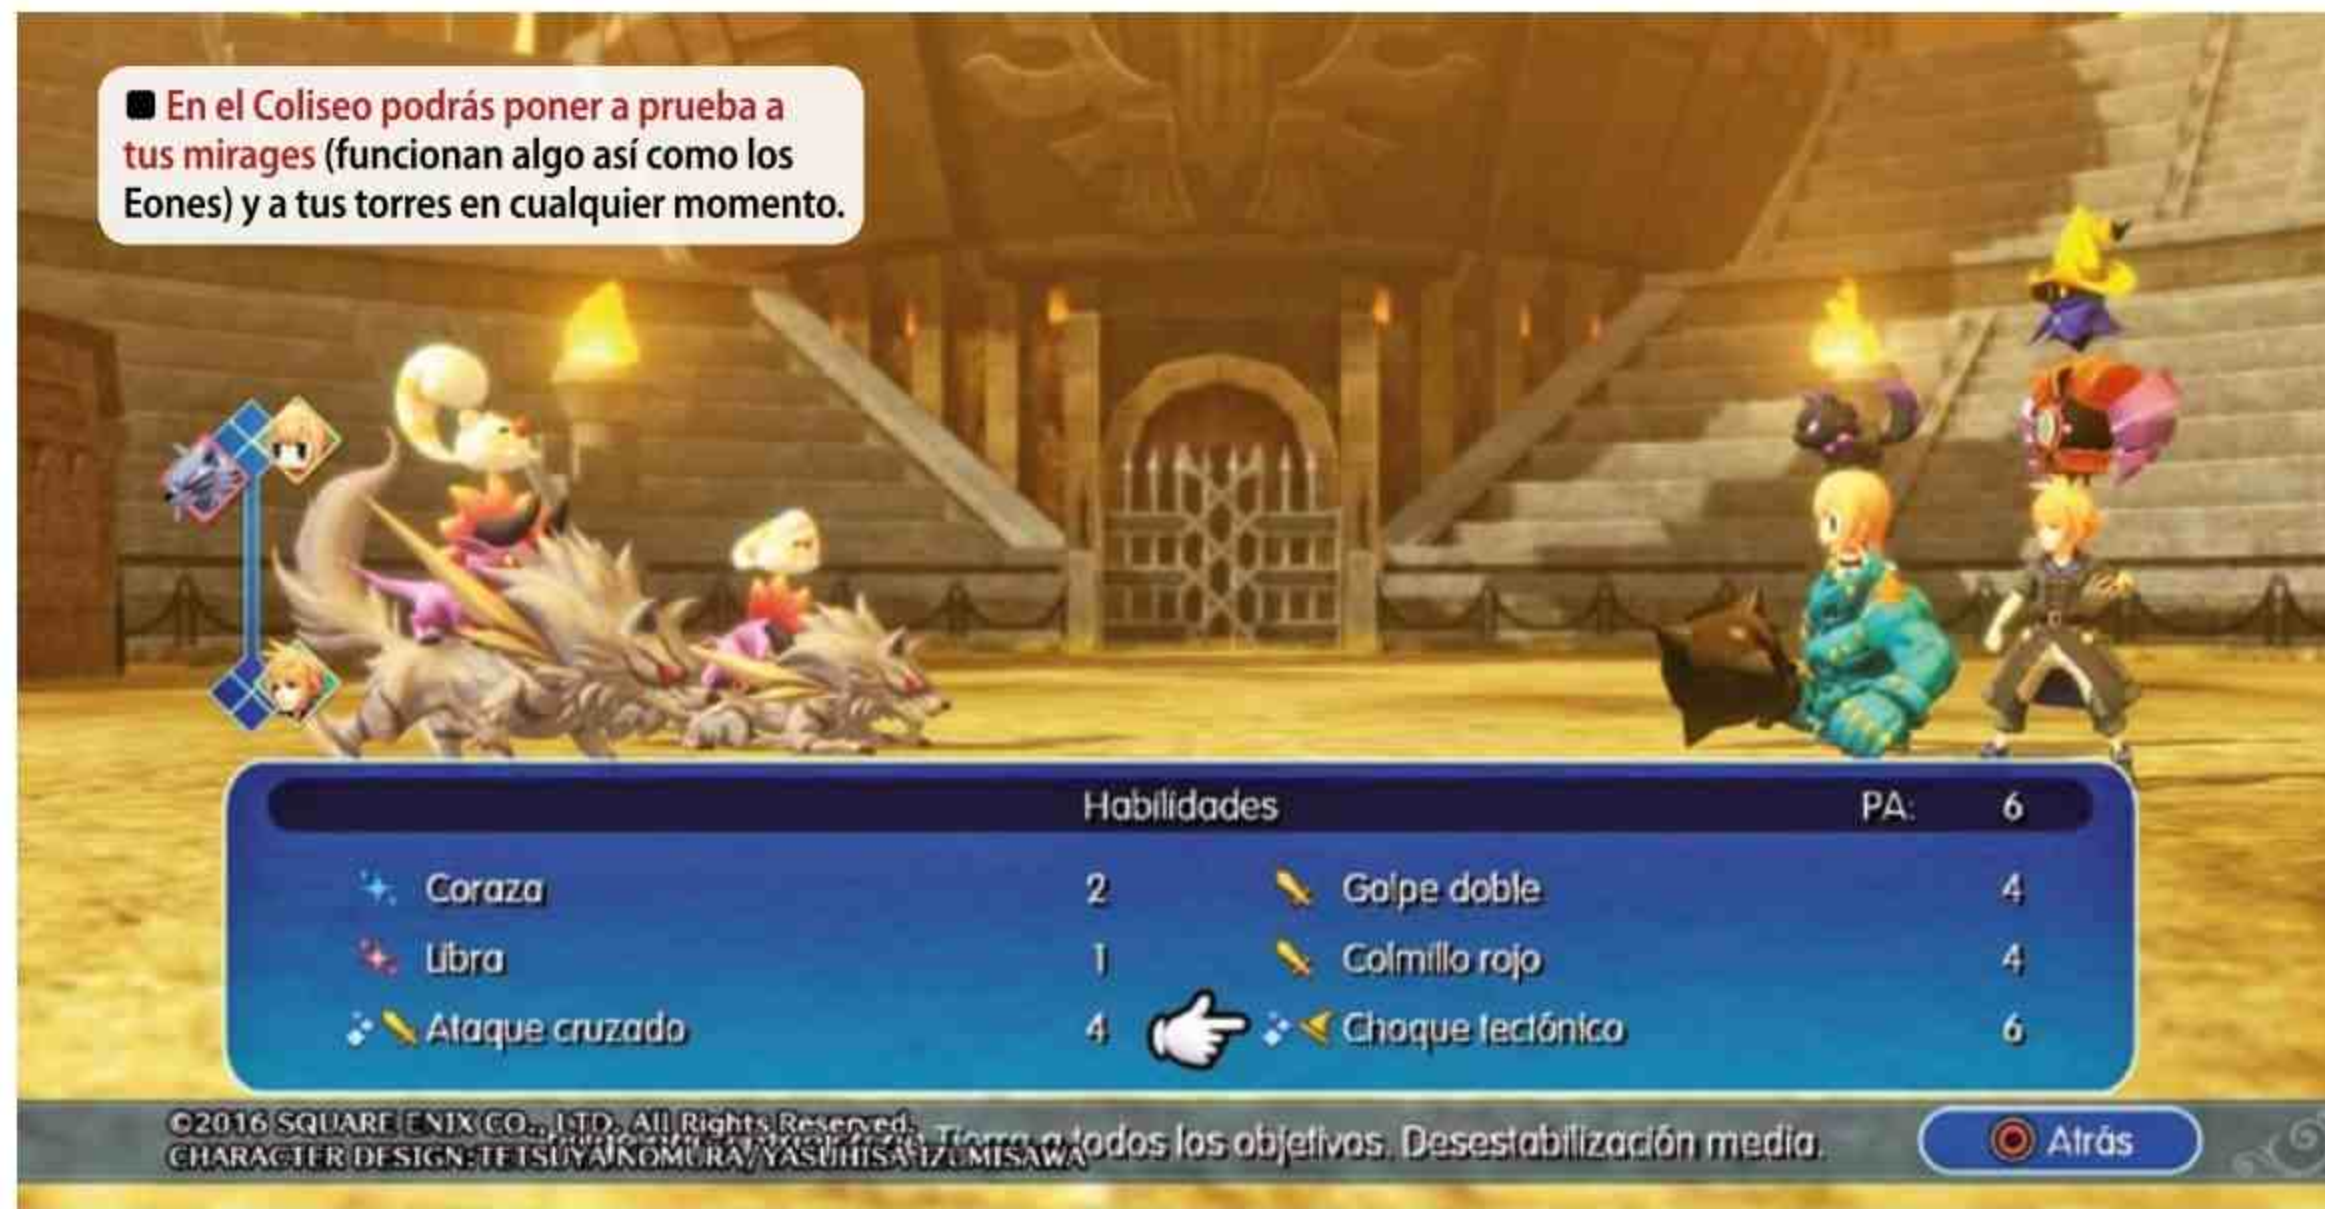 ■ En el Coliseo podrás poner a prueba a
tus mirages (funcionan algo así como los
Eones) y a tus torres en cualquier momento.
Habilidades PA: 6
Coraza 2 Golpe doble 4
Libra 1 Colmillo rojo 4
Ataque cruzado 4 Choque tectónico 6
©2016 SQUARE ENIX CO., LTD. All Rights Reserved.
CHARACTER DESIGN:TETSUYA NOMURA/YASUHISA IZUMISAWA
Tierra a todos los objetivos. Desestabilización media.
Atrás